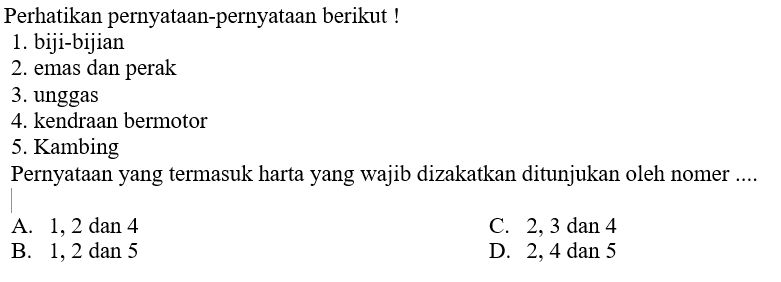 Perhatikan pernyataan-pernyataan berikut !
1. biji-bijian
2. emas dan perak
3. unggas
4. kendraan bermotor
5. Kambing
Pernyataan yang termasuk harta yang wajib dizakatkan ditunjukan oleh nomer ....
A. 1, 2 dan 4 C. 2, 3 dan 4
B. 1, 2 dan 5 D. 2, 4 dan 5